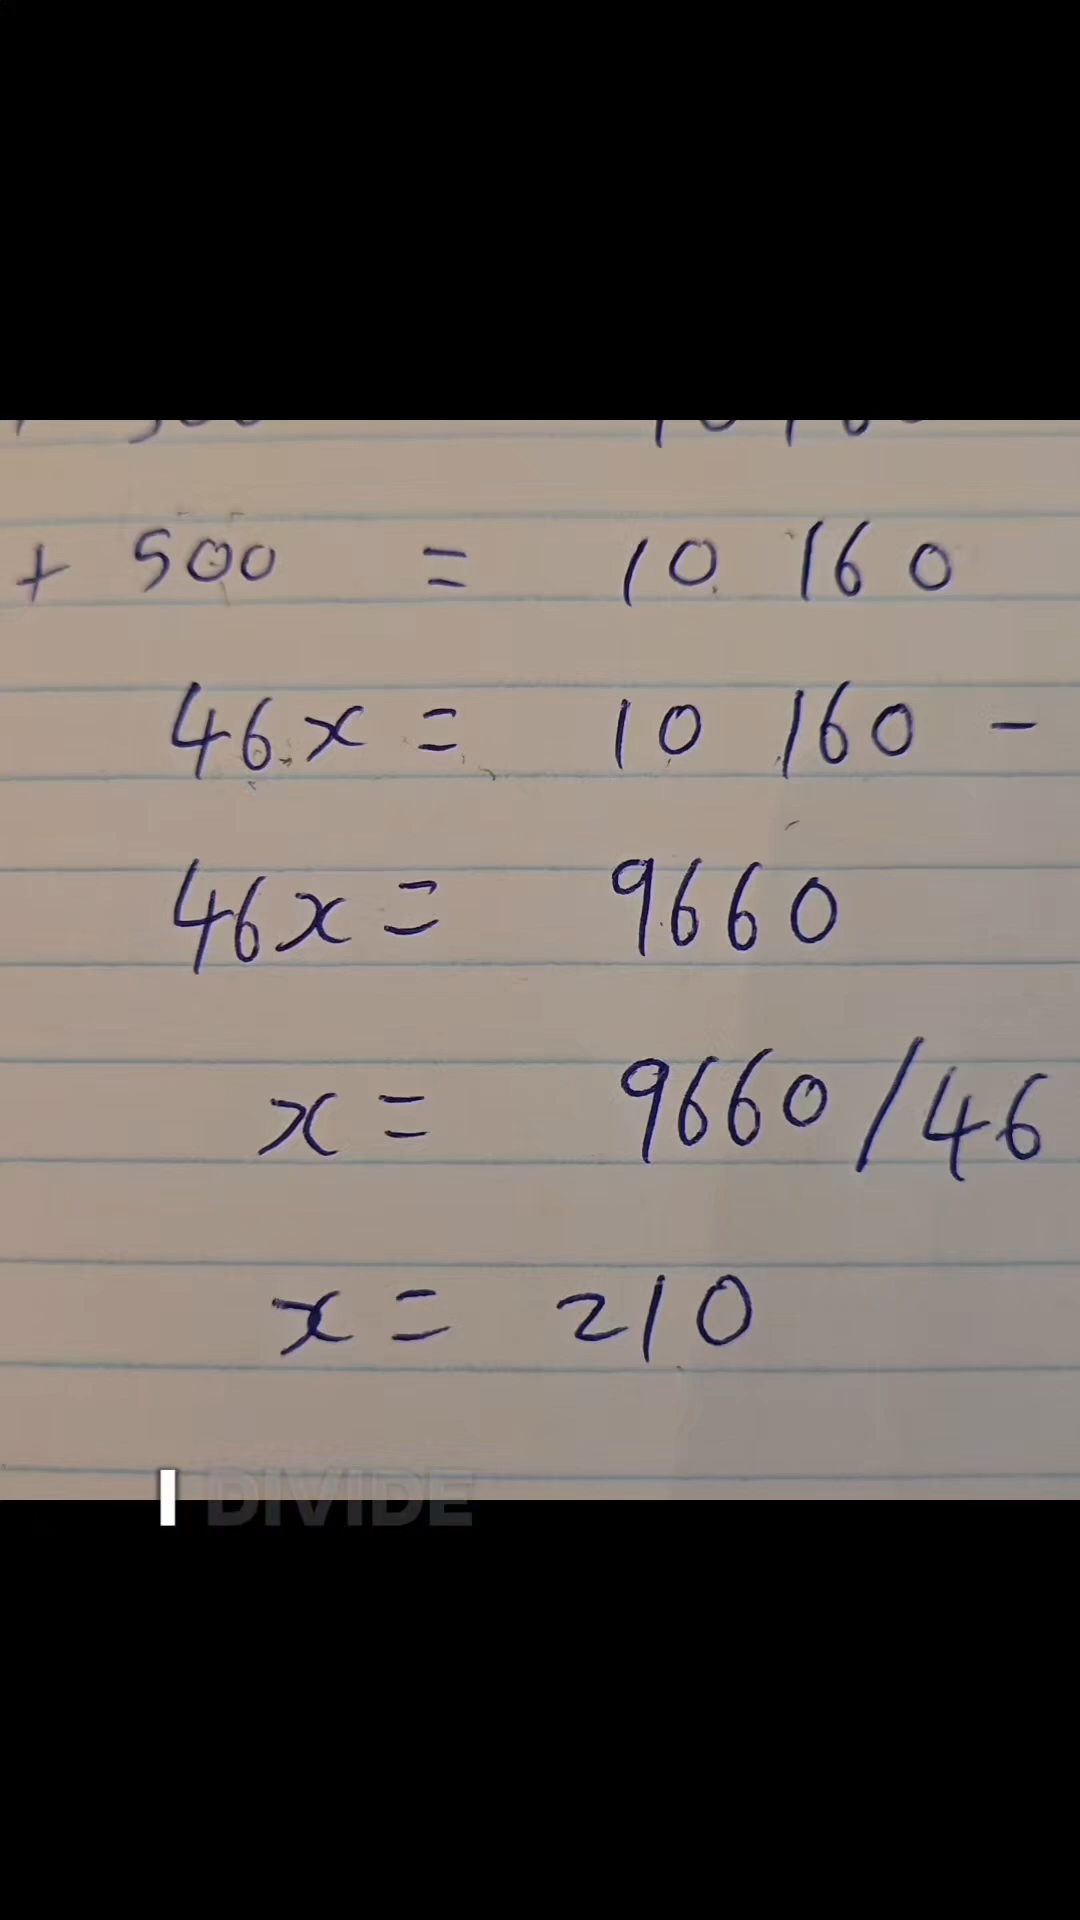 + 500 = 10 160
46x = 10 160 -
46x = 9660
x = 9660/46
x = 210
I DIVIDE